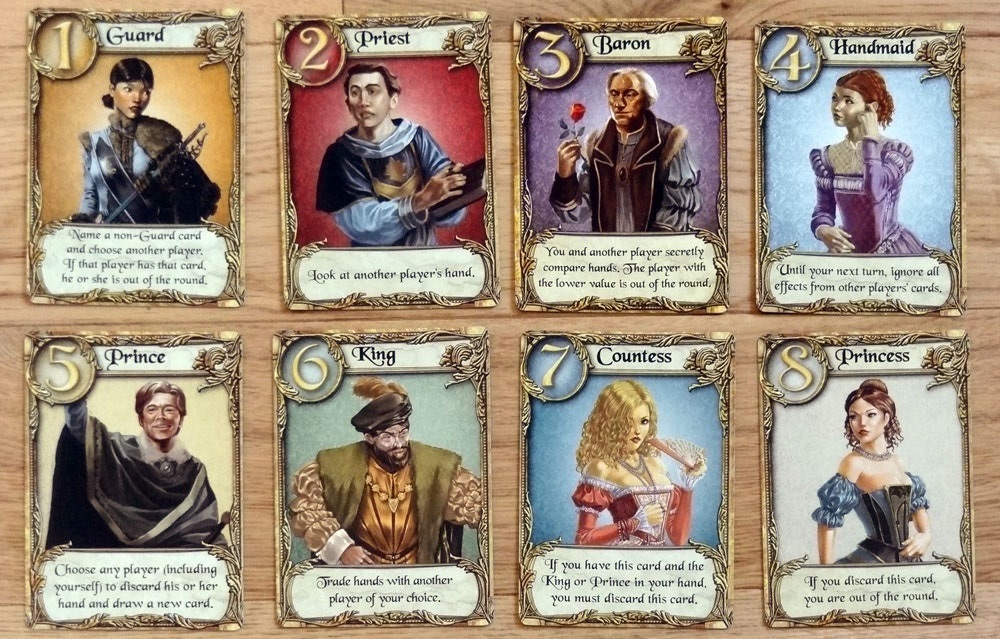 1 Guard
Name a non-Guard card
and choose another player.
If that player has that card,
he or she is out of the round.
2 Priest
Look at another player's hand.
3 Baron
You and another player secretly
compare hands. The player with
the lower value is out of the round.
4 Handmaid
Until your next turn, ignore all
effects from other players' cards.
5 Prince
Choose any player (including
yourself) to discard his or her
hand and draw a new card.
6 King
Trade hands with another
player of your choice.
7 Countess
If you have this card and the
King or Prince in your hand,
you must discard this card.
8 Princess
If you discard this card,
you are out of the round.